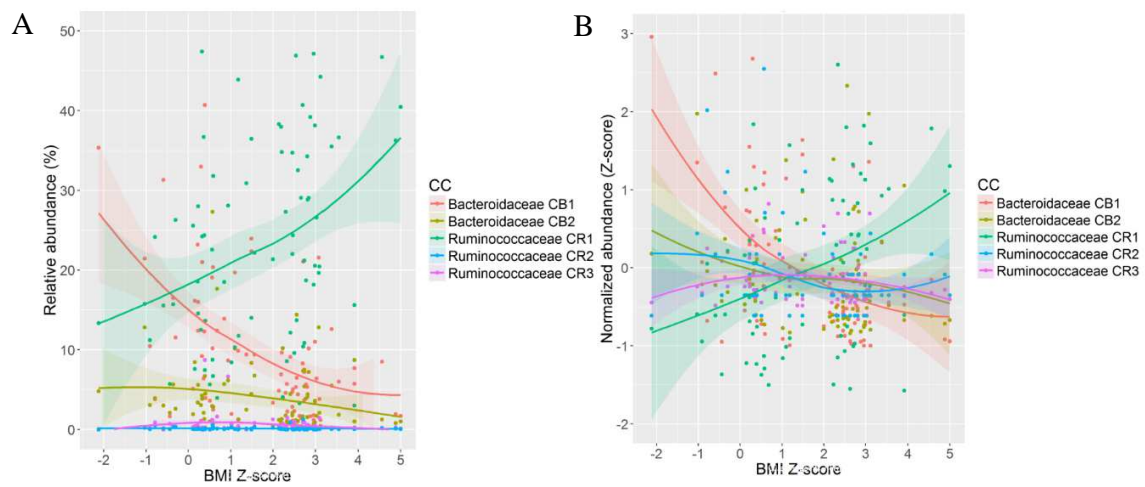 A
50
40
30
20
10
0
Relative abundance (%)
-2 -1 0 1 2 3 4 5
BMI Z-score
CC
Bacteroidaceae CB1
Bacteroidaceae CB2
Ruminococcaceae CR1
Ruminococcaceae CR2
Ruminococcaceae CR3
B
3
2
1
0
-1
-2
Normalized abundance (Z-score)
-2 -1 0 1 2 3 4 5
BMI Z-score
CC
Bacteroidaceae CB1
Bacteroidaceae CB2
Ruminococcaceae CR1
Ruminococcaceae CR2
Ruminococcaceae CR3